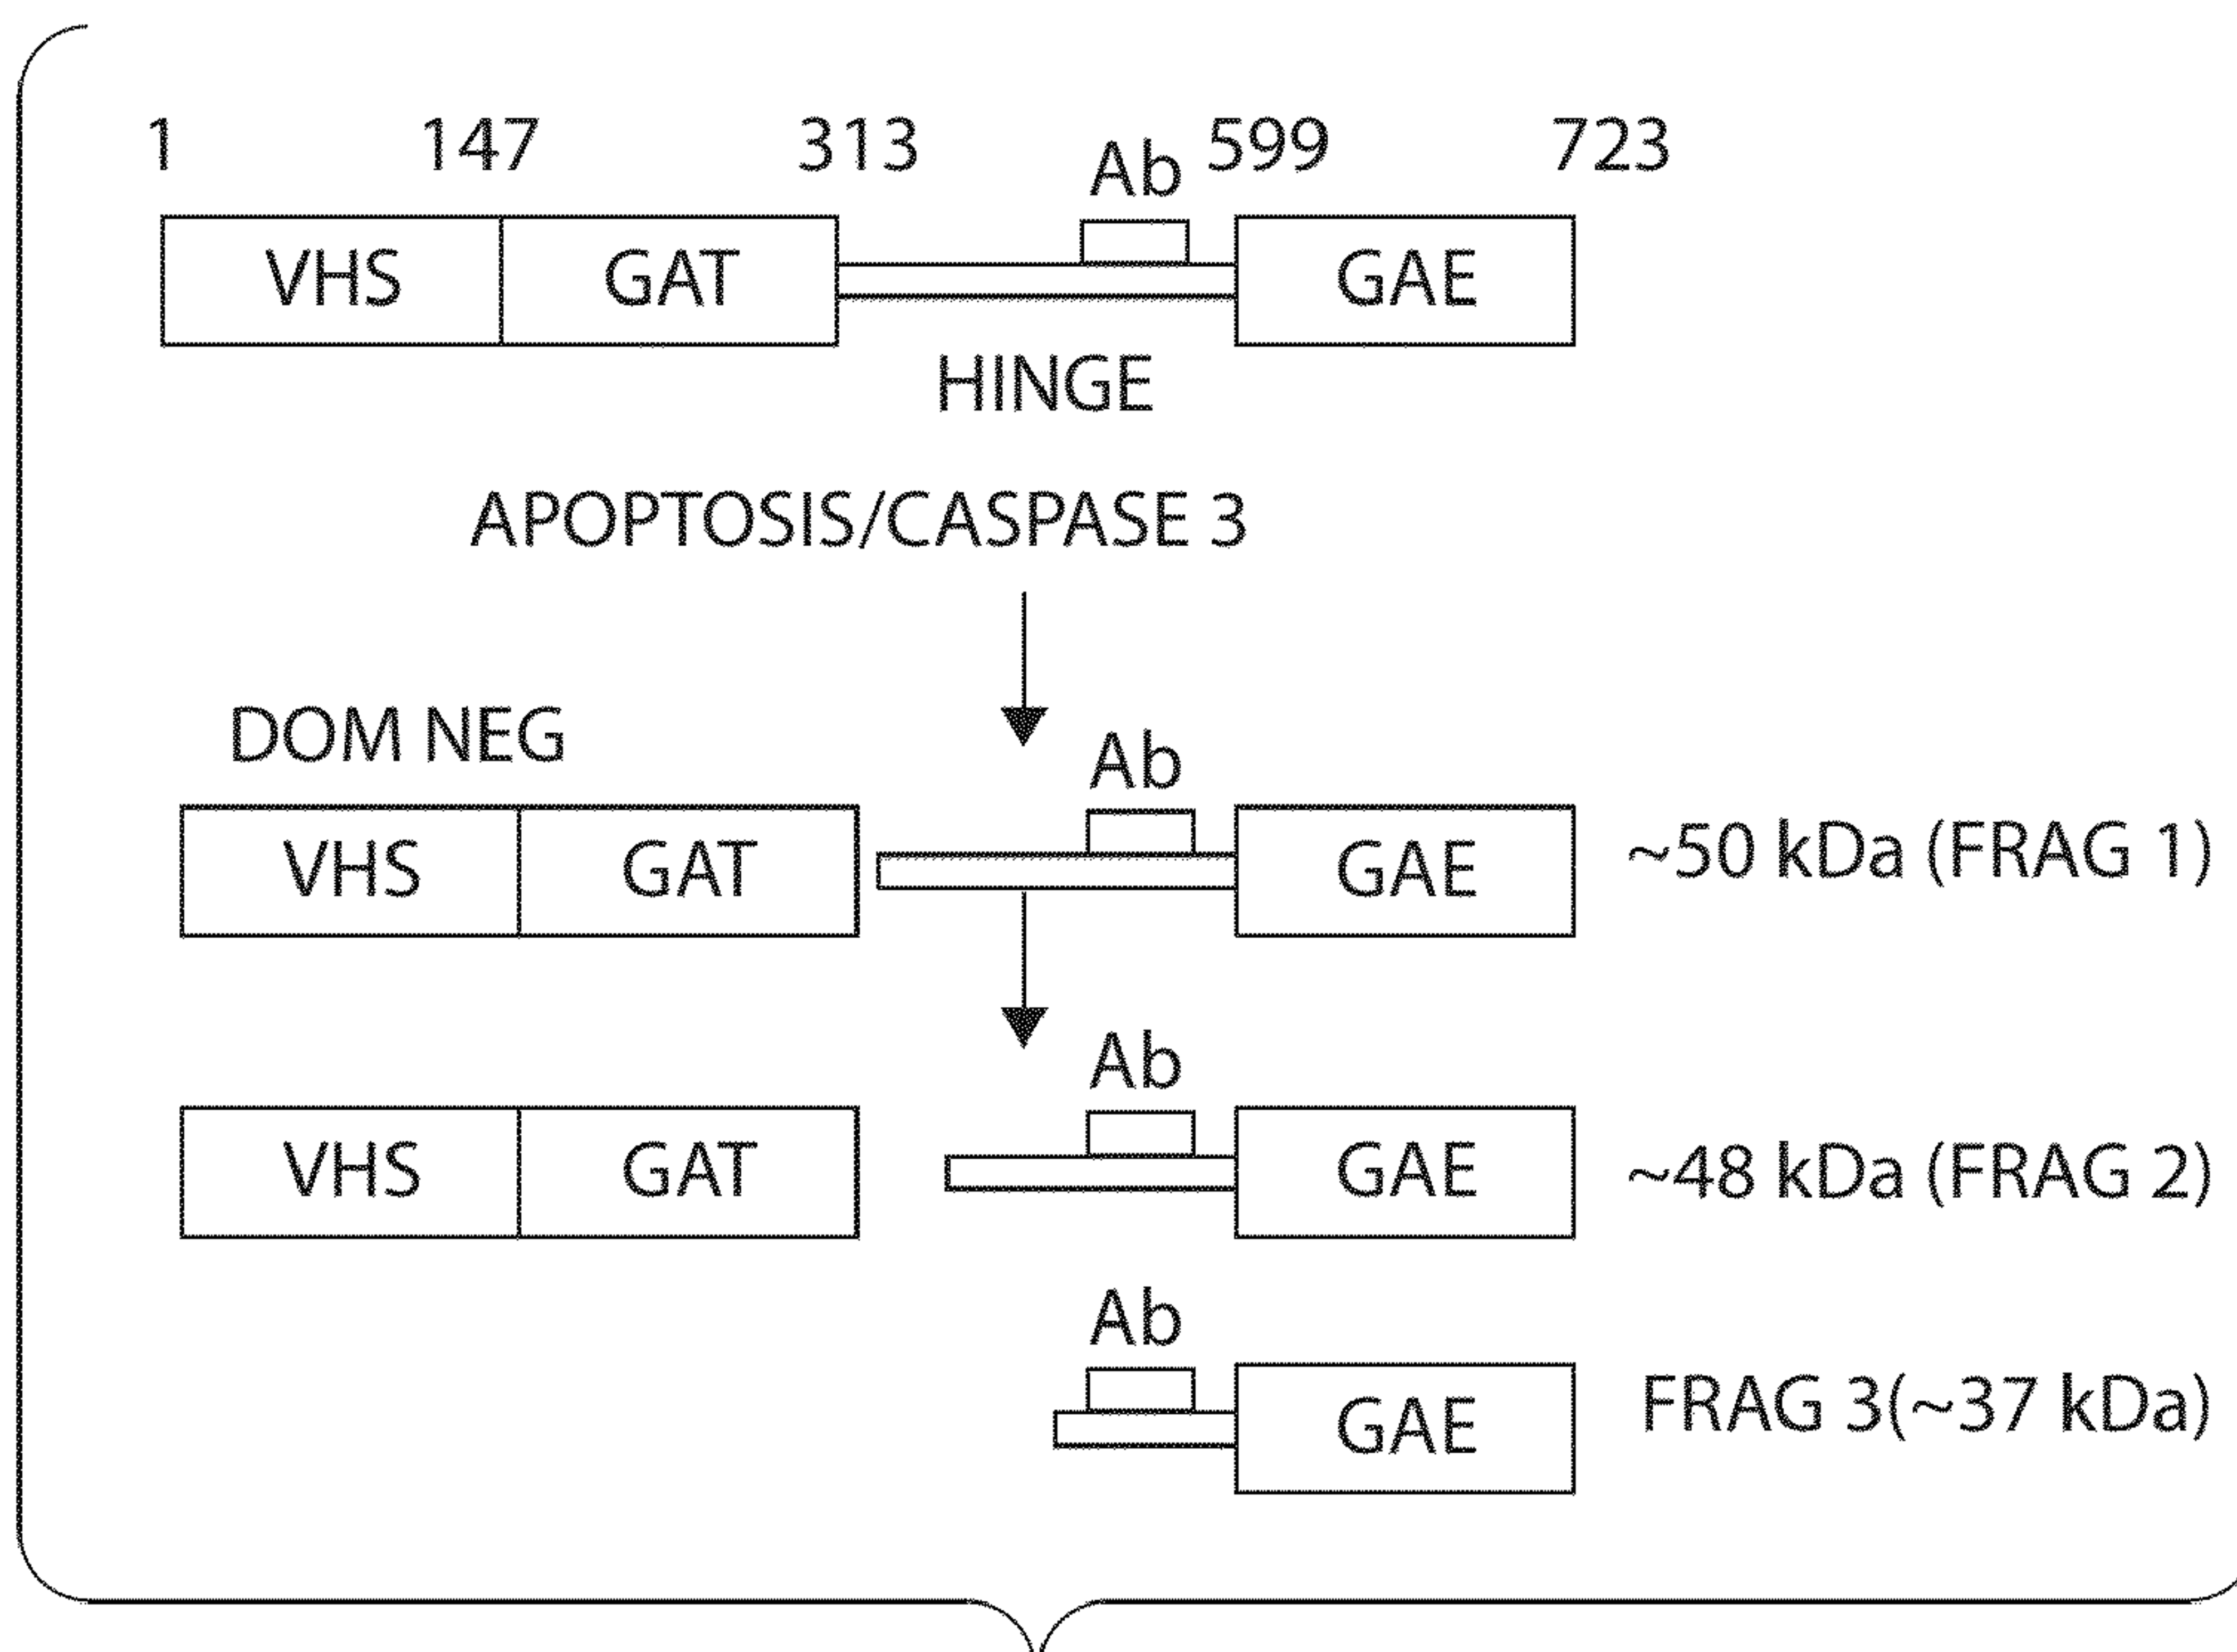 1 147 313 Ab 599 723
VHS GAT GAE
HINGE
APOPTOSIS/CASPASE 3
DOM NEG Ab
VHS GAT GAE ~50 kDa (FRAG 1)
Ab
VHS GAT GAE ~48 kDa (FRAG 2)
Ab
GAE FRAG 3(~37 kDa)